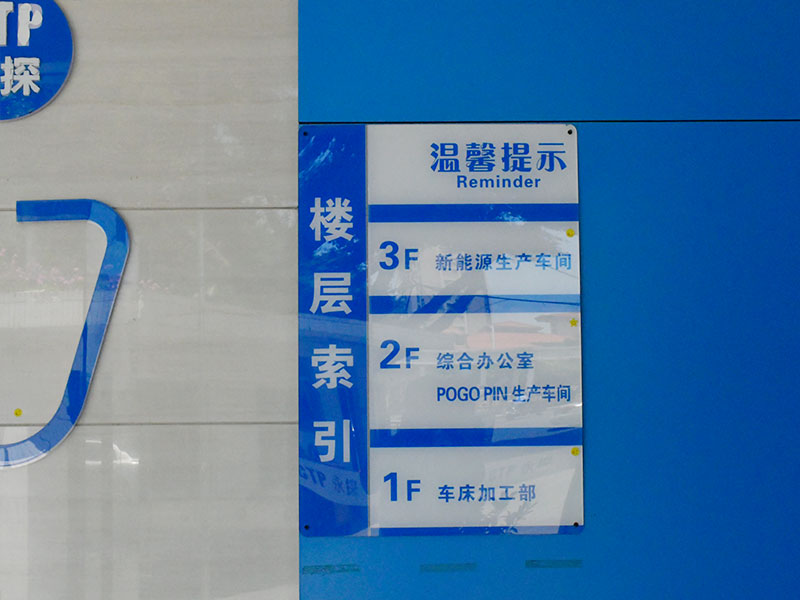 TP
探
温馨提示
Reminder
楼层索引
3F 新能源生产车间
2F 综合办公室
POGO PIN 生产车间
1F 车床加工部